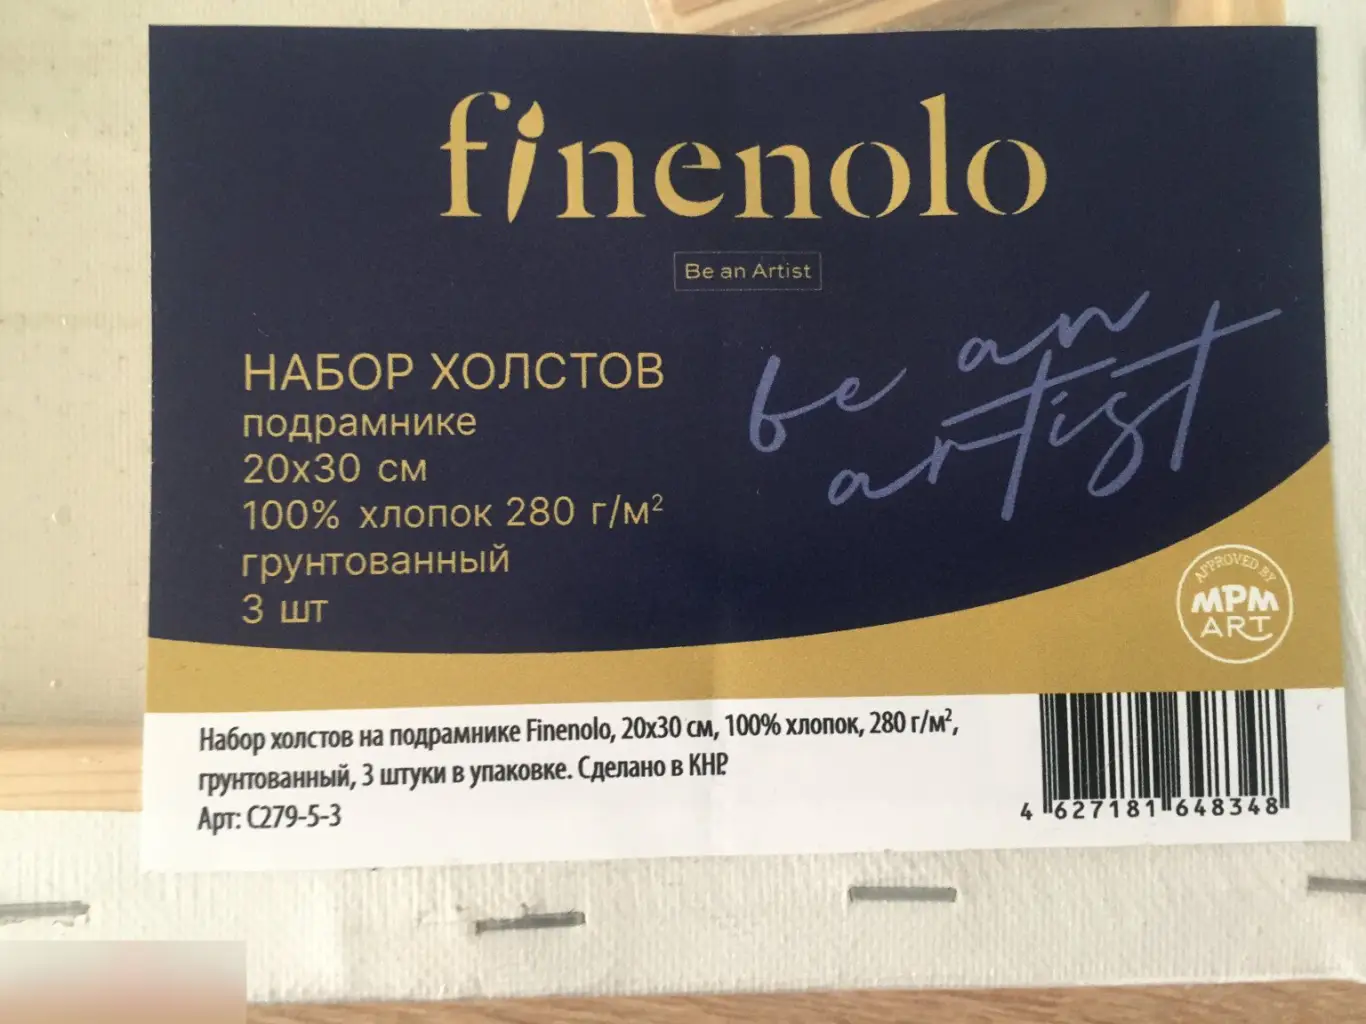 finenolo
Be an Artist
be an
artist
НАБОР ХОЛСТОВ
подрамнике
20х30 см
100% хлопок 280 г/м²
грунтованный
3 шт
APPROVED BY
MPM
ART
Набор холстов на подрамнике Finenolo, 20х30 см, 100% хлопок, 280 г/м²,
грунтованный, 3 штуки в упаковке. Сделано в КНР.
Арт: C279-5-3
4 627181 648348